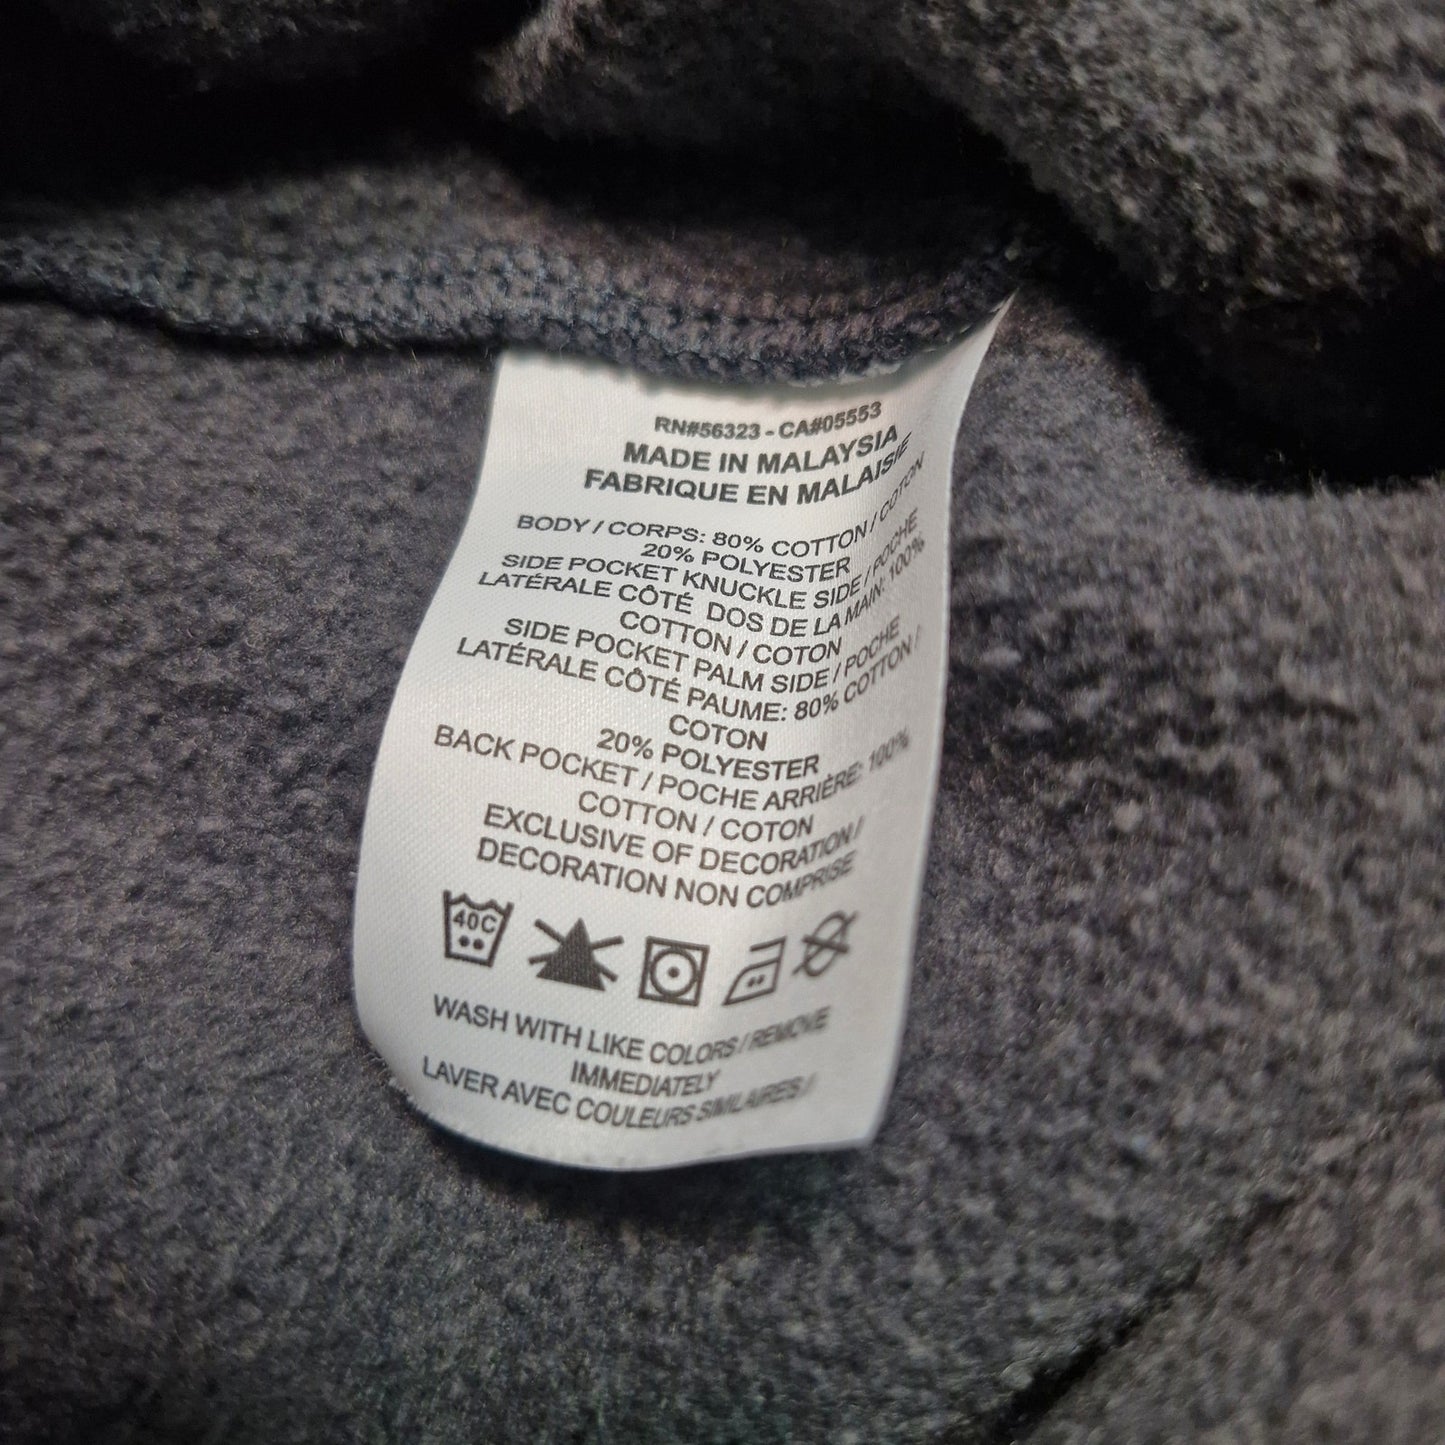 RN#56323 - CA#05553
MADE IN MALAYSIA
FABRIQUE EN MALAISIE
BODY / CORPS: 80% COTTON / COTON
20% POLYESTER
SIDE POCKET KNUCKLE SIDE / POCHE
LATÉRALE CÔTÉ DOS DE LA MAIN: 100%
COTTON / COTON
SIDE POCKET PALM SIDE / POCHE
LATÉRALE CÔTÉ PAUME: 80% COTTON /
COTON
20% POLYESTER
BACK POCKET / POCHE ARRIÈRE: 100%
COTTON / COTON
EXCLUSIVE OF DECORATION /
DECORATION NON COMPRISE
40C
WASH WITH LIKE COLORS / REMOVE
IMMEDIATELY
LAVER AVEC COULEURS SIMILAIRES /